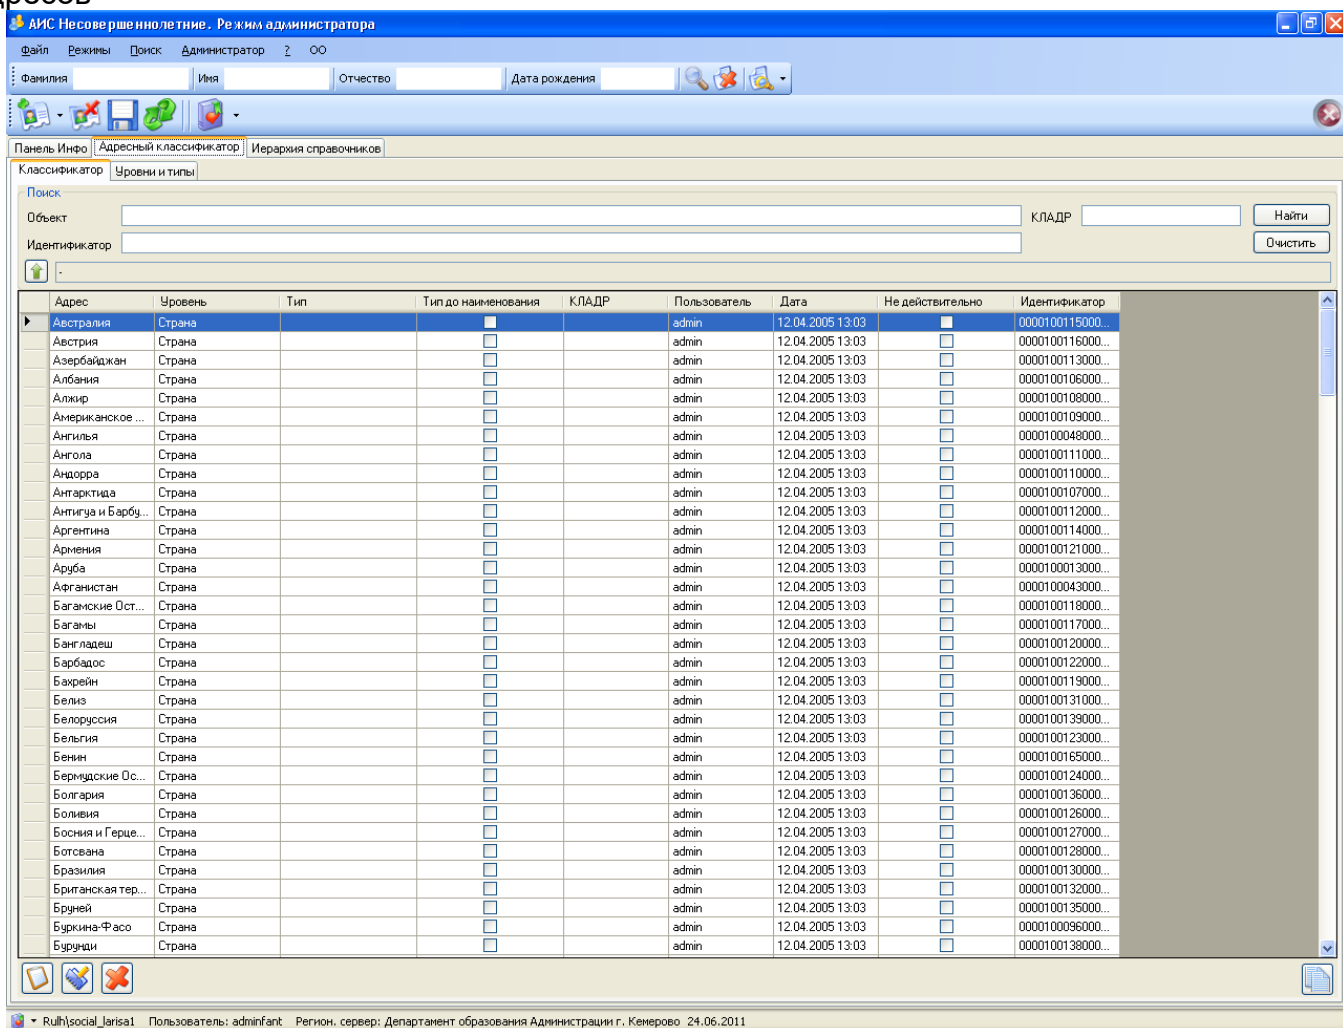 АИС Несовершеннолетние. Режим администратора
Файл Режимы Поиск Администратор ? ОО
Фамилия Имя Отчество Дата рождения
Панель Инфо Адресный классификатор Иерархия справочников
Классификатор Уровни и типы
Поиск
Объект КЛАДР Найти
Идентификатор Очистить
-
Адрес Уровень Тип Тип до наименования КЛАДР Пользователь Дата Не действительно Идентификатор
Австралия Страна admin 12.04.2005 13:03 0000100115000...
Австрия Страна admin 12.04.2005 13:03 0000100116000...
Азербайджан Страна admin 12.04.2005 13:03 0000100113000...
Албания Страна admin 12.04.2005 13:03 0000100106000...
Алжир Страна admin 12.04.2005 13:03 0000100108000...
Американское ... Страна admin 12.04.2005 13:03 0000100109000...
Ангилья Страна admin 12.04.2005 13:03 0000100048000...
Ангола Страна admin 12.04.2005 13:03 0000100111000...
Андорра Страна admin 12.04.2005 13:03 0000100110000...
Антарктида Страна admin 12.04.2005 13:03 0000100107000...
Антигуа и Барбу... Страна admin 12.04.2005 13:03 0000100112000...
Аргентина Страна admin 12.04.2005 13:03 0000100114000...
Армения Страна admin 12.04.2005 13:03 0000100121000...
Аруба Страна admin 12.04.2005 13:03 0000100013000...
Афганистан Страна admin 12.04.2005 13:03 0000100043000...
Багамские Ост... Страна admin 12.04.2005 13:03 0000100118000...
Багамы Страна admin 12.04.2005 13:03 0000100117000...
Бангладеш Страна admin 12.04.2005 13:03 0000100120000...
Барбадос Страна admin 12.04.2005 13:03 0000100122000...
Бахрейн Страна admin 12.04.2005 13:03 0000100119000...
Белиз Страна admin 12.04.2005 13:03 0000100131000...
Белоруссия Страна admin 12.04.2005 13:03 0000100139000...
Бельгия Страна admin 12.04.2005 13:03 0000100123000...
Бенин Страна admin 12.04.2005 13:03 0000100165000...
Бермудские Ос... Страна admin 12.04.2005 13:03 0000100124000...
Болгария Страна admin 12.04.2005 13:03 0000100136000...
Боливия Страна admin 12.04.2005 13:03 0000100126000...
Босния и Герце... Страна admin 12.04.2005 13:03 0000100127000...
Ботсвана Страна admin 12.04.2005 13:03 0000100128000...
Бразилия Страна admin 12.04.2005 13:03 0000100130000...
Британская тер... Страна admin 12.04.2005 13:03 0000100132000...
Бруней Страна admin 12.04.2005 13:03 0000100135000...
Буркина-Фасо Страна admin 12.04.2005 13:03 0000100096000...
Бурунди Страна admin 12.04.2005 13:03 0000100138000...
Rulh\social_larisa1 Пользователь: adminfant Регион. сервер: Департамент образования Администрации г. Кемерово 24.06.2011